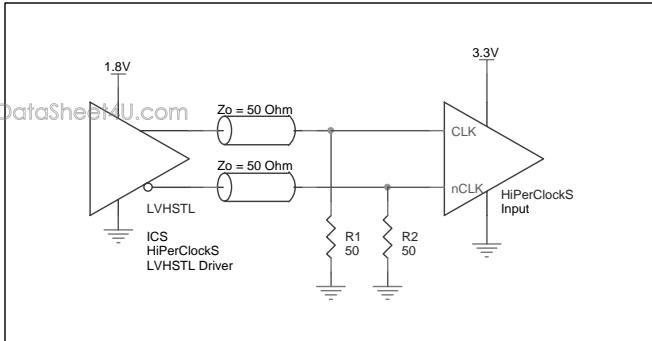 1.8V
3.3V
DataSheet4U.com
Zo = 50 Ohm
CLK
Zo = 50 Ohm
nCLK
HiPerClockS
Input
LVHSTL
ICS
HiPerClockS
LVHSTL Driver
R1
50
R2
50